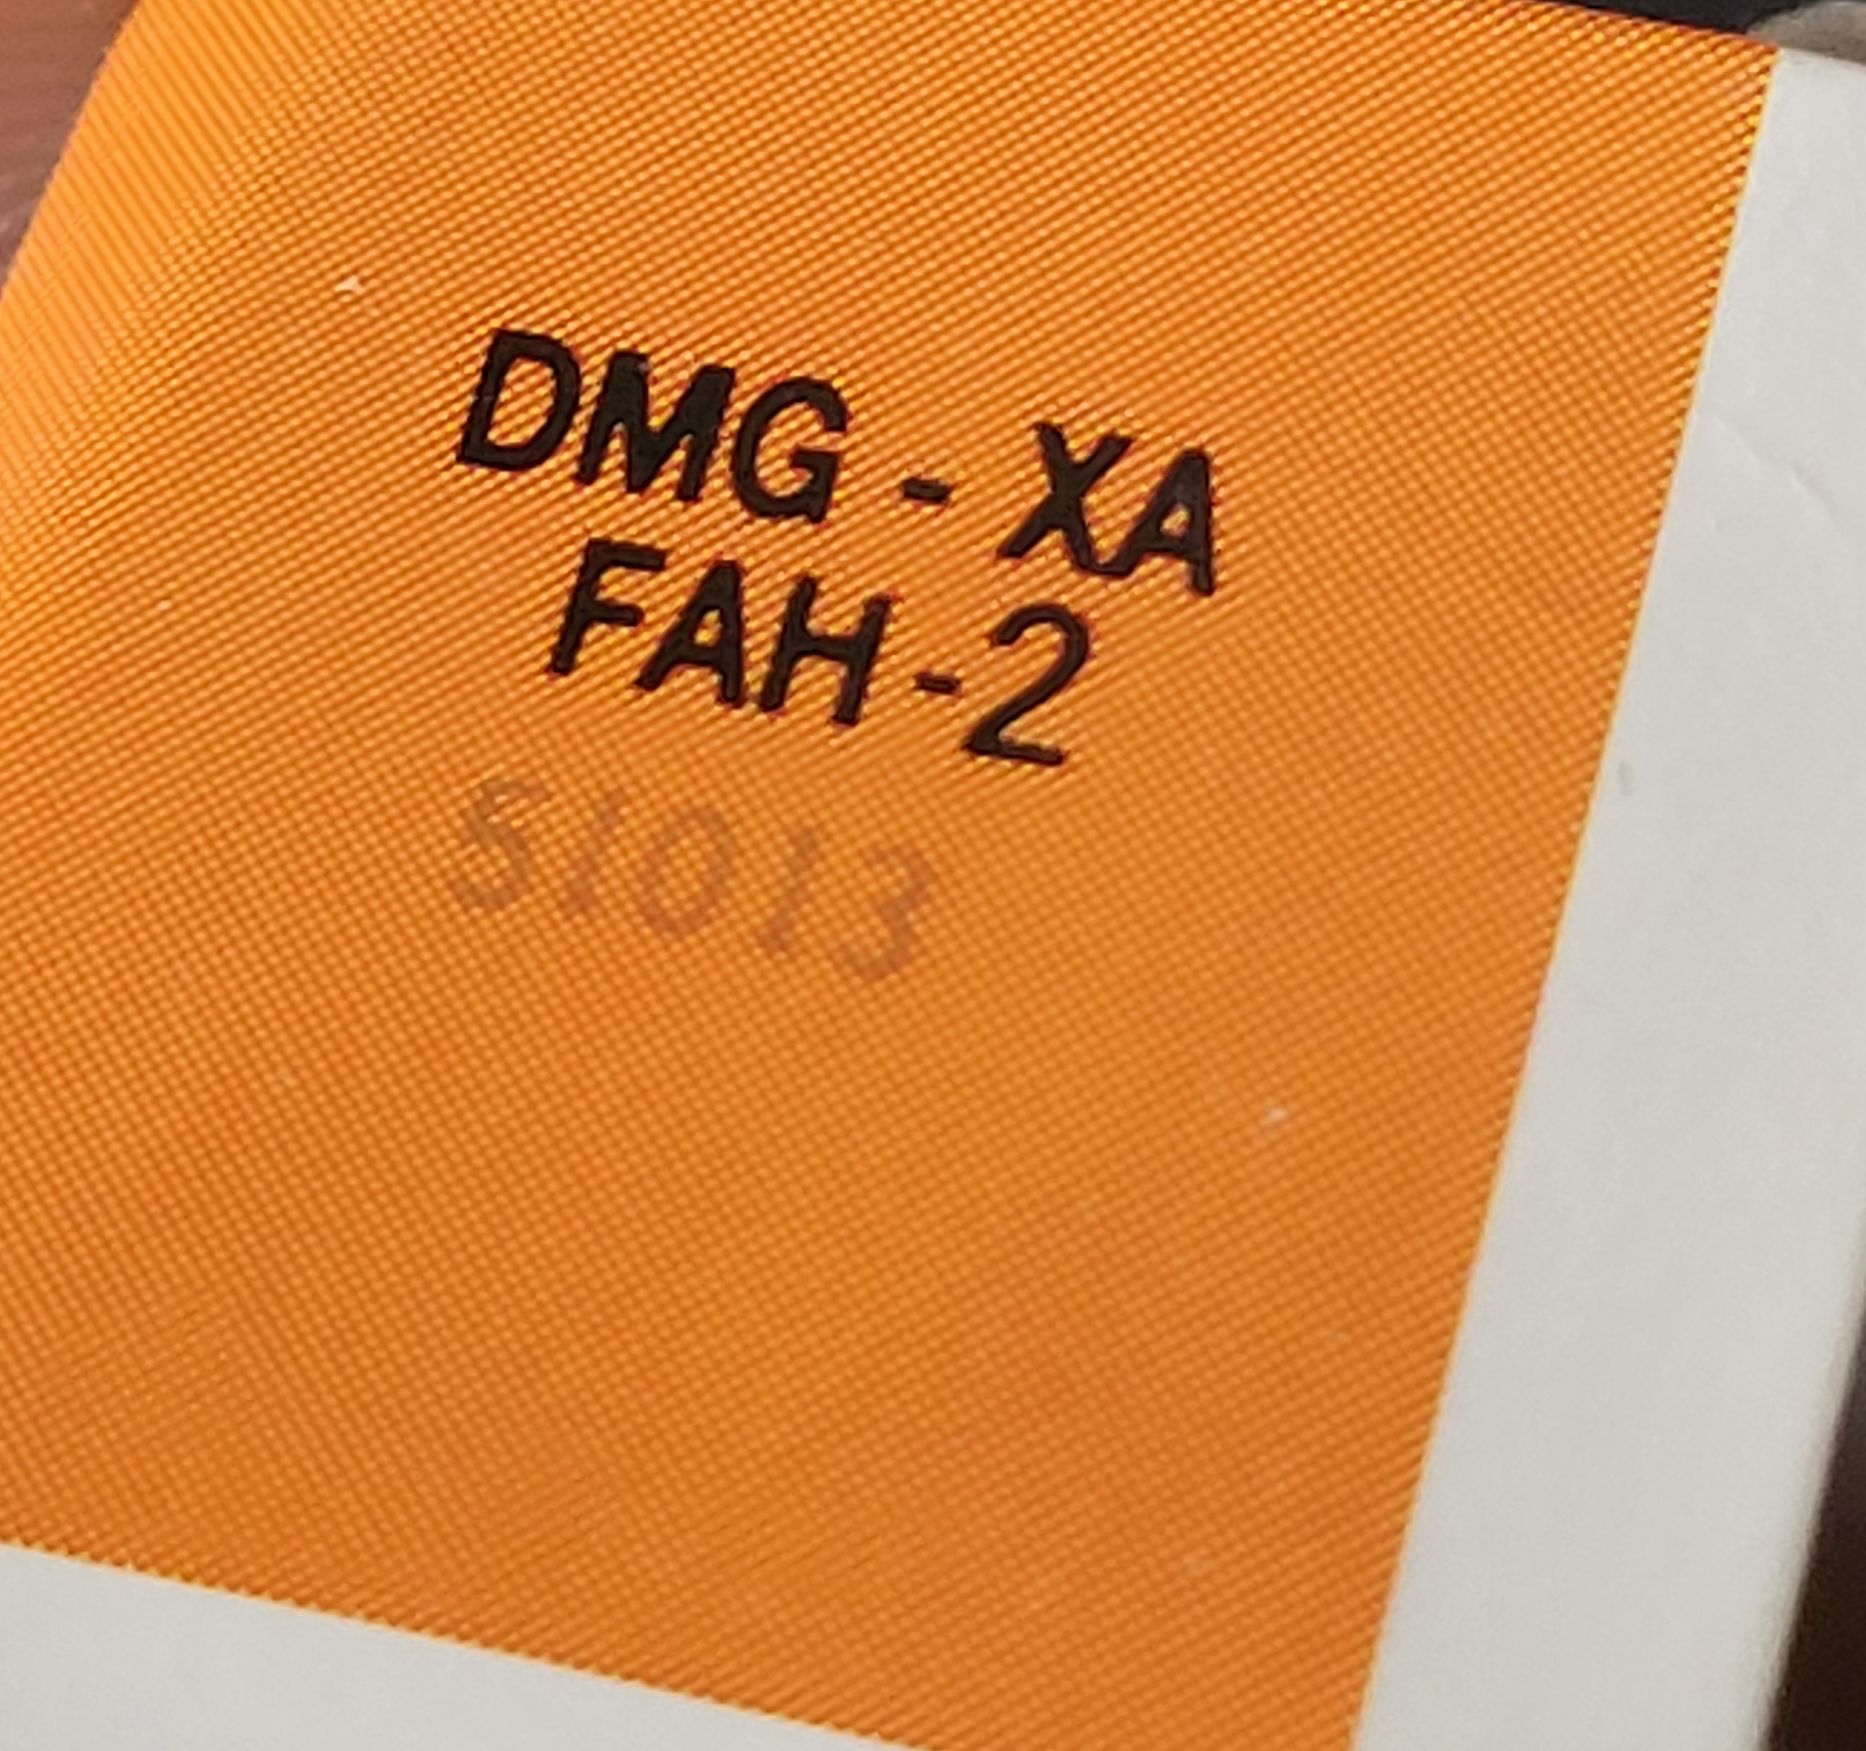 DMG - XA
FAH - 2
S1013